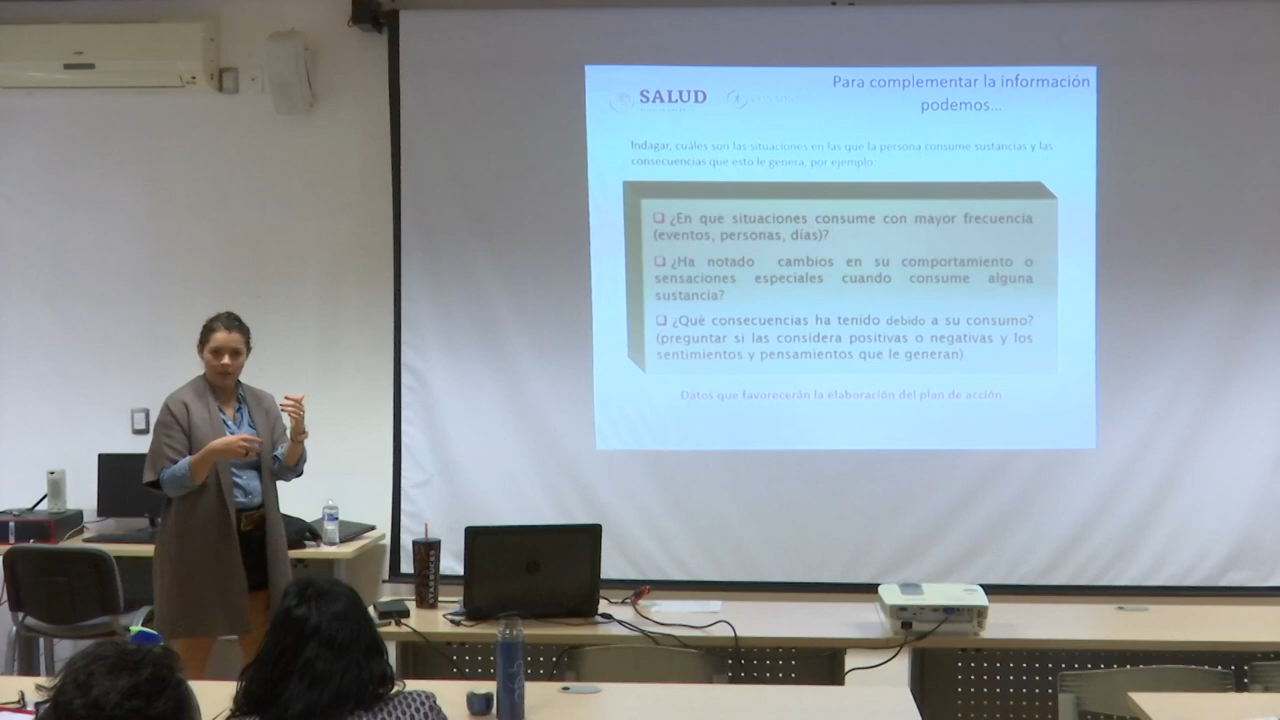 SALUD
Para complementar la información
podemos...
Indagar, cuáles son las situaciones en las que la persona consume sustancias y las
consecuencias que esto le genera, por ejemplo:
❑ ¿En que situaciones consume con mayor frecuencia
(eventos, personas, días)?
❑ ¿Ha notado cambios en su comportamiento o
sensaciones especiales cuando consume alguna
sustancia?
❑ ¿Qué consecuencias ha tenido debido a su consumo?
(preguntar si las considera positivas o negativas y los
sentimientos y pensamientos que le generan)
Datos que favorecerán la elaboración del plan de acción
STARBUCKS